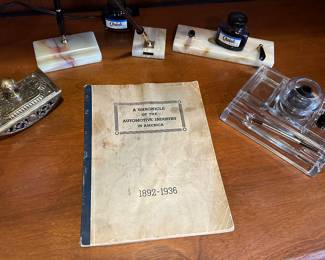 A CHRONICLE
OF THE
AUTOMOTIVE INDUSTRY
IN AMERICA
1892-1936